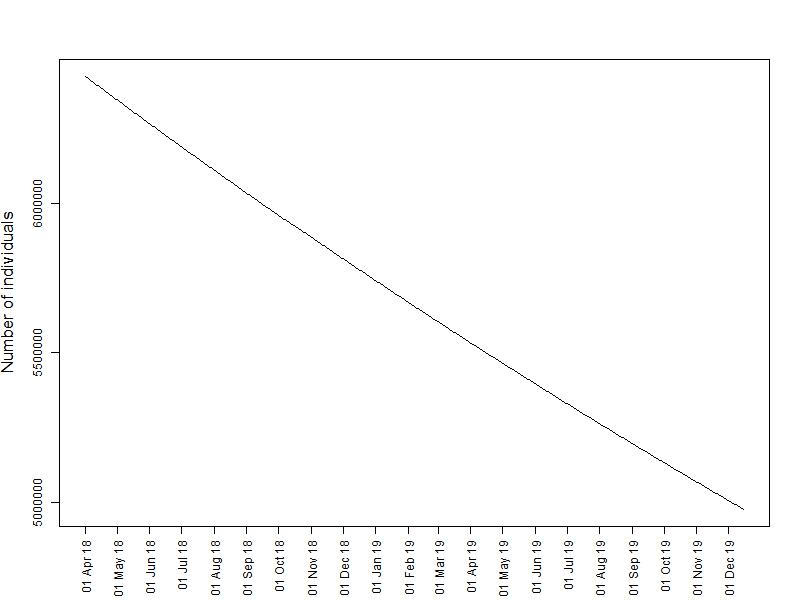 Number of individuals
6000000
5500000
5000000
01 Apr 18
01 May 18
01 Jun 18
01 Jul 18
01 Aug 18
01 Sep 18
01 Oct 18
01 Nov 18
01 Dec 18
01 Jan 19
01 Feb 19
01 Mar 19
01 Apr 19
01 May 19
01 Jun 19
01 Jul 19
01 Aug 19
01 Sep 19
01 Oct 19
01 Nov 19
01 Dec 19